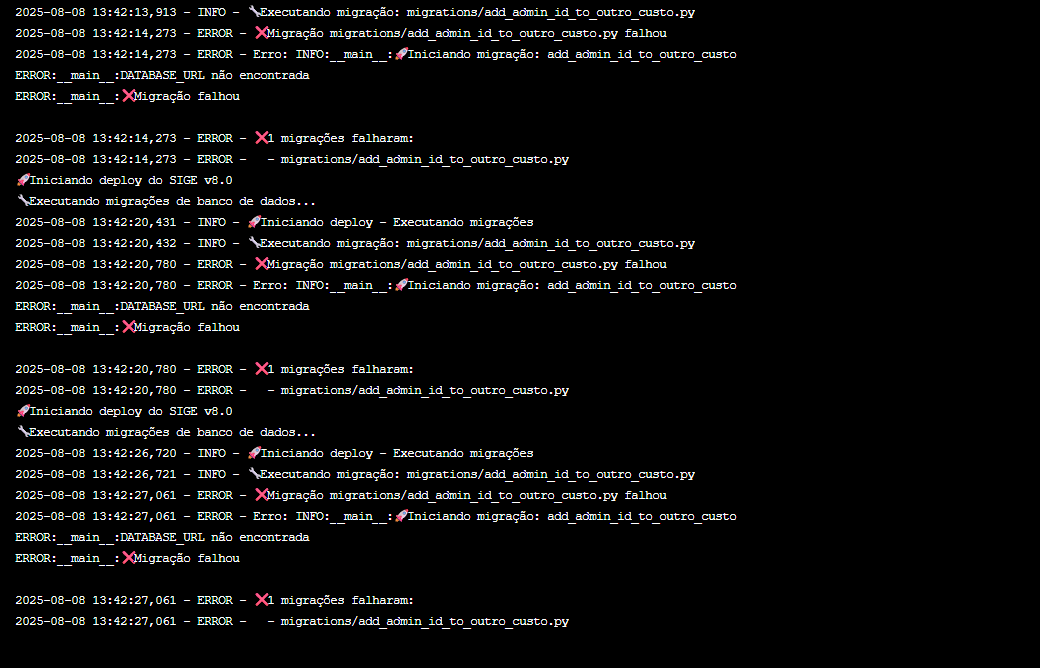 2025-08-08 13:42:13,913 - INFO - 🔧Executando migração: migrations/add_admin_id_to_outro_custo.py
2025-08-08 13:42:14,273 - ERROR - ❌Migração migrations/add_admin_id_to_outro_custo.py falhou
2025-08-08 13:42:14,273 - ERROR - Erro: INFO:__main__:🚀Iniciando migração: add_admin_id_to_outro_custo
ERROR:__main__:DATABASE_URL não encontrada
ERROR:__main__:❌Migração falhou

2025-08-08 13:42:14,273 - ERROR - ❌1 migrações falharam:
2025-08-08 13:42:14,273 - ERROR -   - migrations/add_admin_id_to_outro_custo.py
🚀Iniciando deploy do SIGE v8.0
🔧Executando migrações de banco de dados...
2025-08-08 13:42:20,431 - INFO - 🚀Iniciando deploy - Executando migrações
2025-08-08 13:42:20,432 - INFO - 🔧Executando migração: migrations/add_admin_id_to_outro_custo.py
2025-08-08 13:42:20,780 - ERROR - ❌Migração migrations/add_admin_id_to_outro_custo.py falhou
2025-08-08 13:42:20,780 - ERROR - Erro: INFO:__main__:🚀Iniciando migração: add_admin_id_to_outro_custo
ERROR:__main__:DATABASE_URL não encontrada
ERROR:__main__:❌Migração falhou

2025-08-08 13:42:20,780 - ERROR - ❌1 migrações falharam:
2025-08-08 13:42:20,780 - ERROR -   - migrations/add_admin_id_to_outro_custo.py
🚀Iniciando deploy do SIGE v8.0
🔧Executando migrações de banco de dados...
2025-08-08 13:42:26,720 - INFO - 🚀Iniciando deploy - Executando migrações
2025-08-08 13:42:26,721 - INFO - 🔧Executando migração: migrations/add_admin_id_to_outro_custo.py
2025-08-08 13:42:27,061 - ERROR - ❌Migração migrations/add_admin_id_to_outro_custo.py falhou
2025-08-08 13:42:27,061 - ERROR - Erro: INFO:__main__:🚀Iniciando migração: add_admin_id_to_outro_custo
ERROR:__main__:DATABASE_URL não encontrada
ERROR:__main__:❌Migração falhou

2025-08-08 13:42:27,061 - ERROR - ❌1 migrações falharam:
2025-08-08 13:42:27,061 - ERROR -   - migrations/add_admin_id_to_outro_custo.py